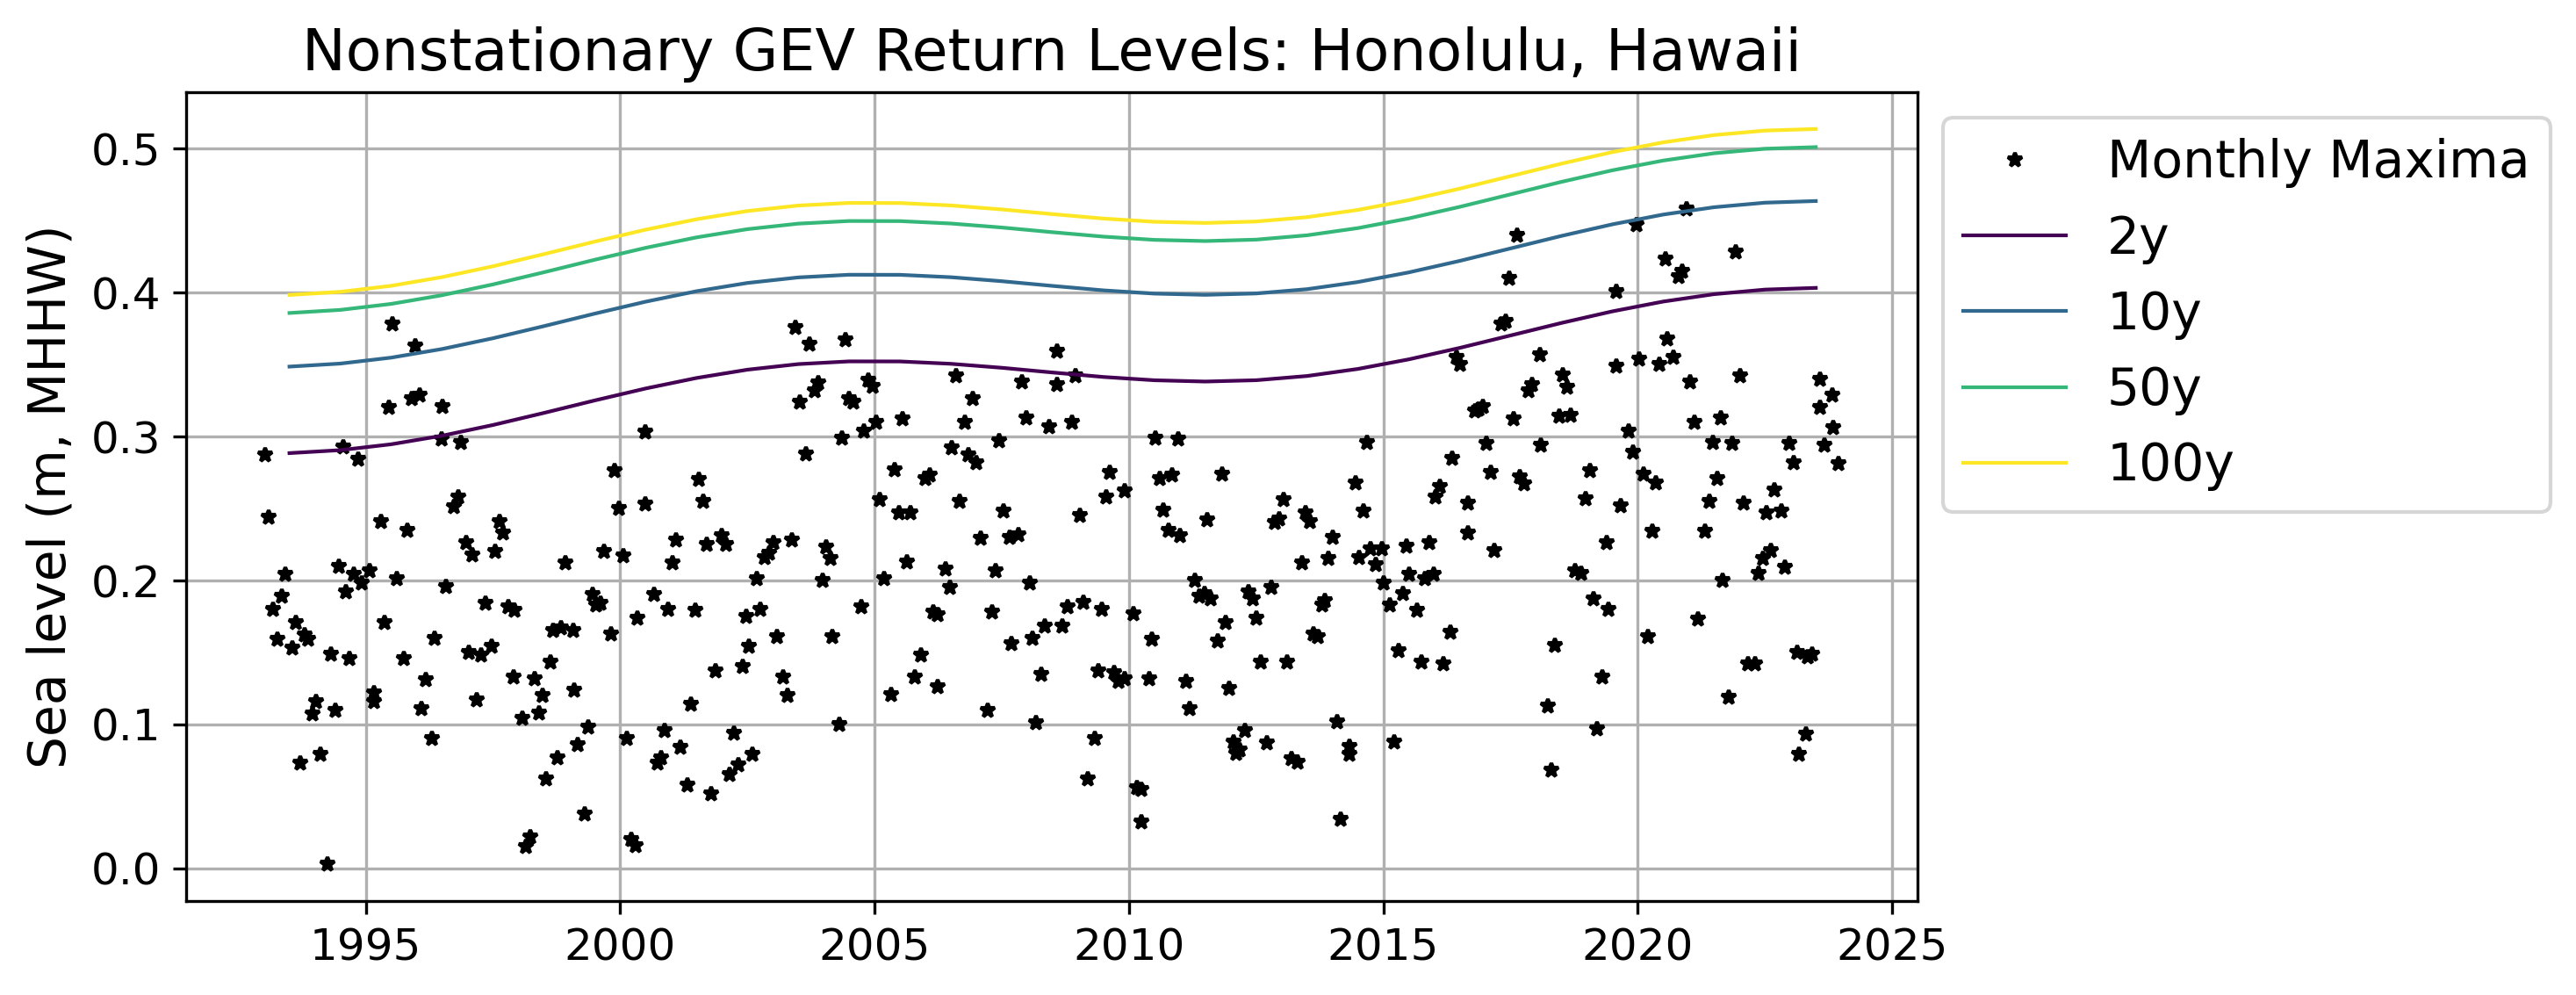 Nonstationary GEV Return Levels: Honolulu, Hawaii
Sea level (m, MHHW)
0.5
0.4
0.3
0.2
0.1
0.0
1995 2000 2005 2010 2015 2020 2025
Monthly Maxima
2y
10y
50y
100y